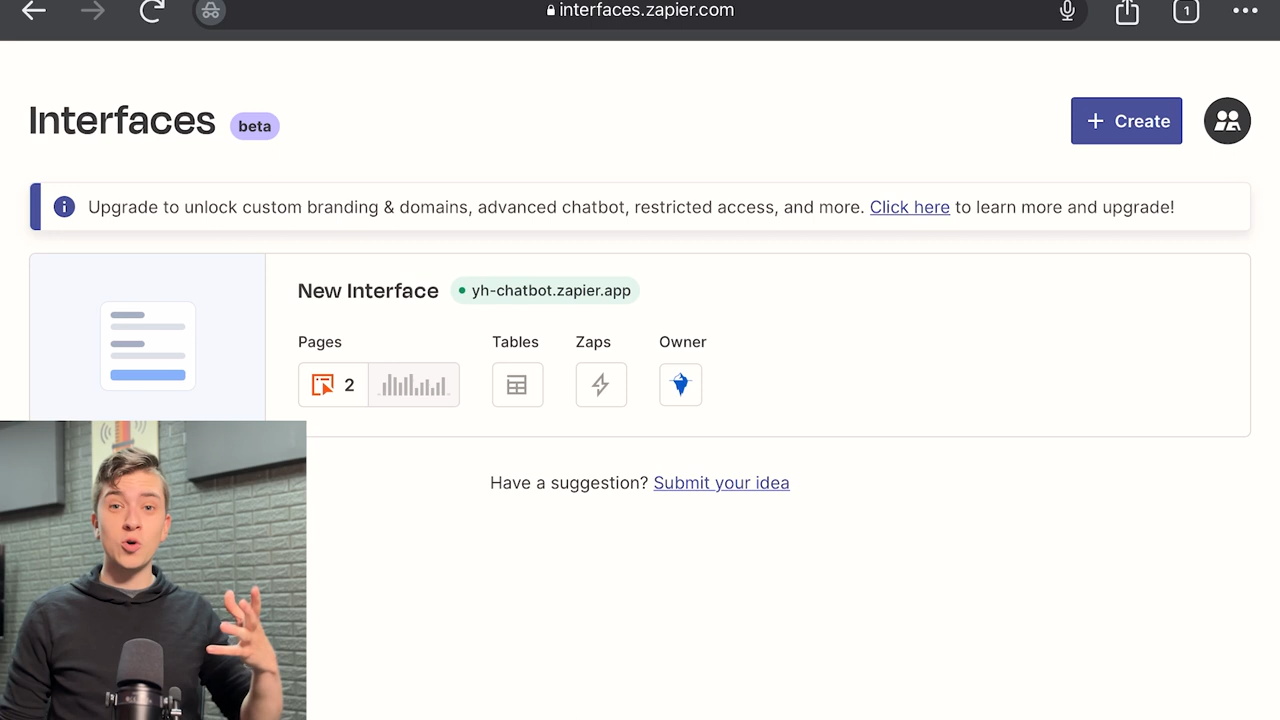 interfaces.zapier.com
1
Interfaces beta
+ Create
Upgrade to unlock custom branding & domains, advanced chatbot, restricted access, and more. Click here to learn more and upgrade!
New Interface yh-chatbot.zapier.app
Pages Tables Zaps Owner
2
Have a suggestion? Submit your idea